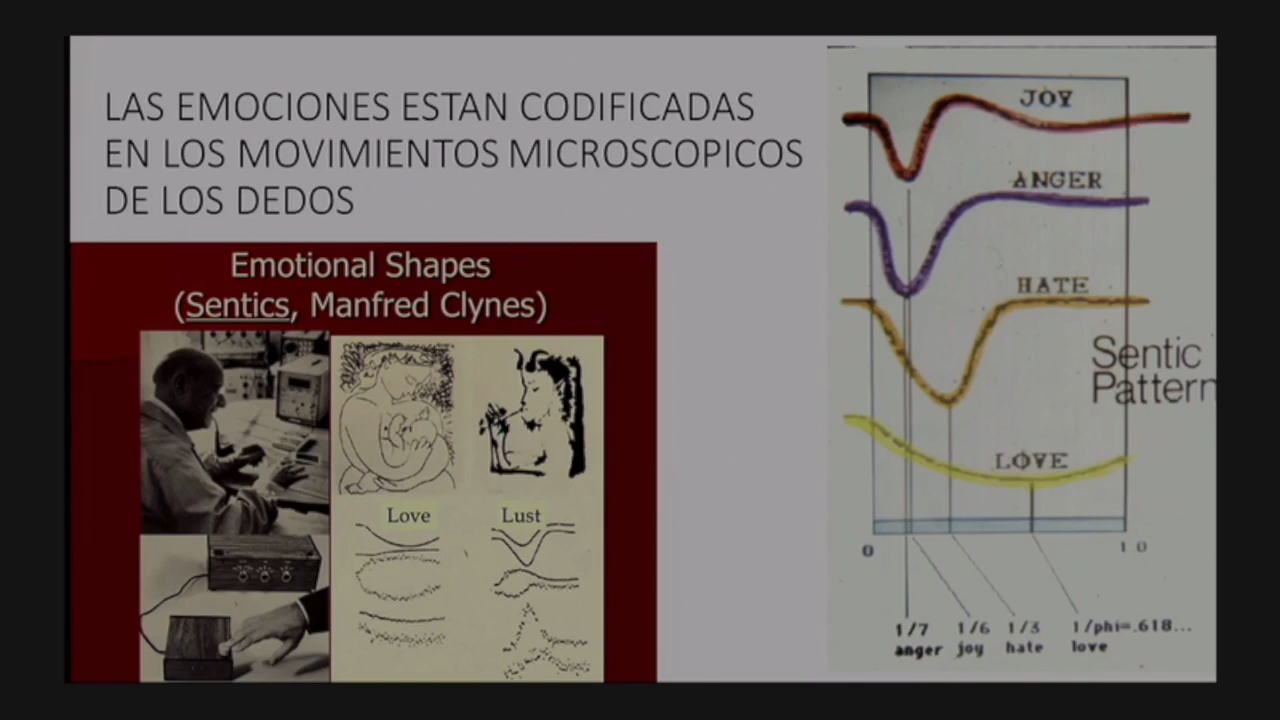 LAS EMOCIONES ESTAN CODIFICADAS
EN LOS MOVIMIENTOS MICROSCOPICOS
DE LOS DEDOS
Emotional Shapes
(Sentics, Manfred Clynes)
Love
Lust
JOY
ANGER
HATE
Sentic
Pattern
LOVE
0
1 0
1/7
1/6
1/3
1/phi=.618...
anger
joy
hate
love